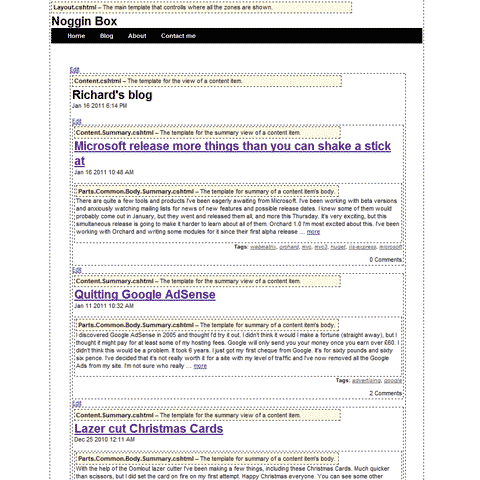 Layout.cshtml – The main template that controlls where all the zones are shown.
Noggin Box
Home Blog About Contact me
Edit
Content.cshtml – The template for the view of a content item.
Richard's blog
Jan 16 2011 6:14 PM
Edit
Content.Summary.cshtml – The template for the summary view of a content item.
Microsoft release more things than you can shake a stick
at
Jan 16 2011 10:48 AM
Parts.Common.Body.Summary.cshtml – The template for summary of a content item's body.
There are quite a few tools and products I've been eagerly awaiting from Microsoft. I've been working with beta versions
and anxiously watching mailing lists for news of new features and possible release dates. I knew some of them would
probably come out in January, but they went and released them all, and more this Thursday. It's very exciting, but this
simultaneous release is going to make it harder to learn about all of them. Orchard 1.0 I'm most excited about this. I've been
working with Orchard and writing some modules for it since their first alpha release ... more
Tags: webmatrix, orchard, mvc, mvc3, nuget, iis-express, microsoft
0 Comments
Edit
Content.Summary.cshtml – The template for the summary view of a content item.
Quitting Google AdSense
Jan 11 2011 10:32 AM
Parts.Common.Body.Summary.cshtml – The template for summary of a content item's body.
I discovered Google AdSense in 2005 and thought I'd try it out. I didn't think it would make a fortune (straight away), but I
thought it might pay for at least some of my hosting fees. Google will only send you your money once you earn over £60. I
didn't think this would be a problem. It took 6 years. I just got my first cheque from Google. It's for sixty pounds and sixty
six pence. I've decided that it's not really worth it for a site with my level of traffic and I've now removed all the Google
Ads from my site. I'm not sure who really ... more
Tags: advertising, google
2 Comments
Edit
Content.Summary.cshtml – The template for the summary view of a content item.
Lazer cut Christmas Cards
Dec 25 2010 12:11 AM
Parts.Common.Body.Summary.cshtml – The template for summary of a content item's body.
With the help of the Oomlout lazer cutter I've been making a few things, including these Christmas Cards. Much quicker
than scissors, but I did set the card on fire on my first attempt. Happy Christmas everyone. You can see some other